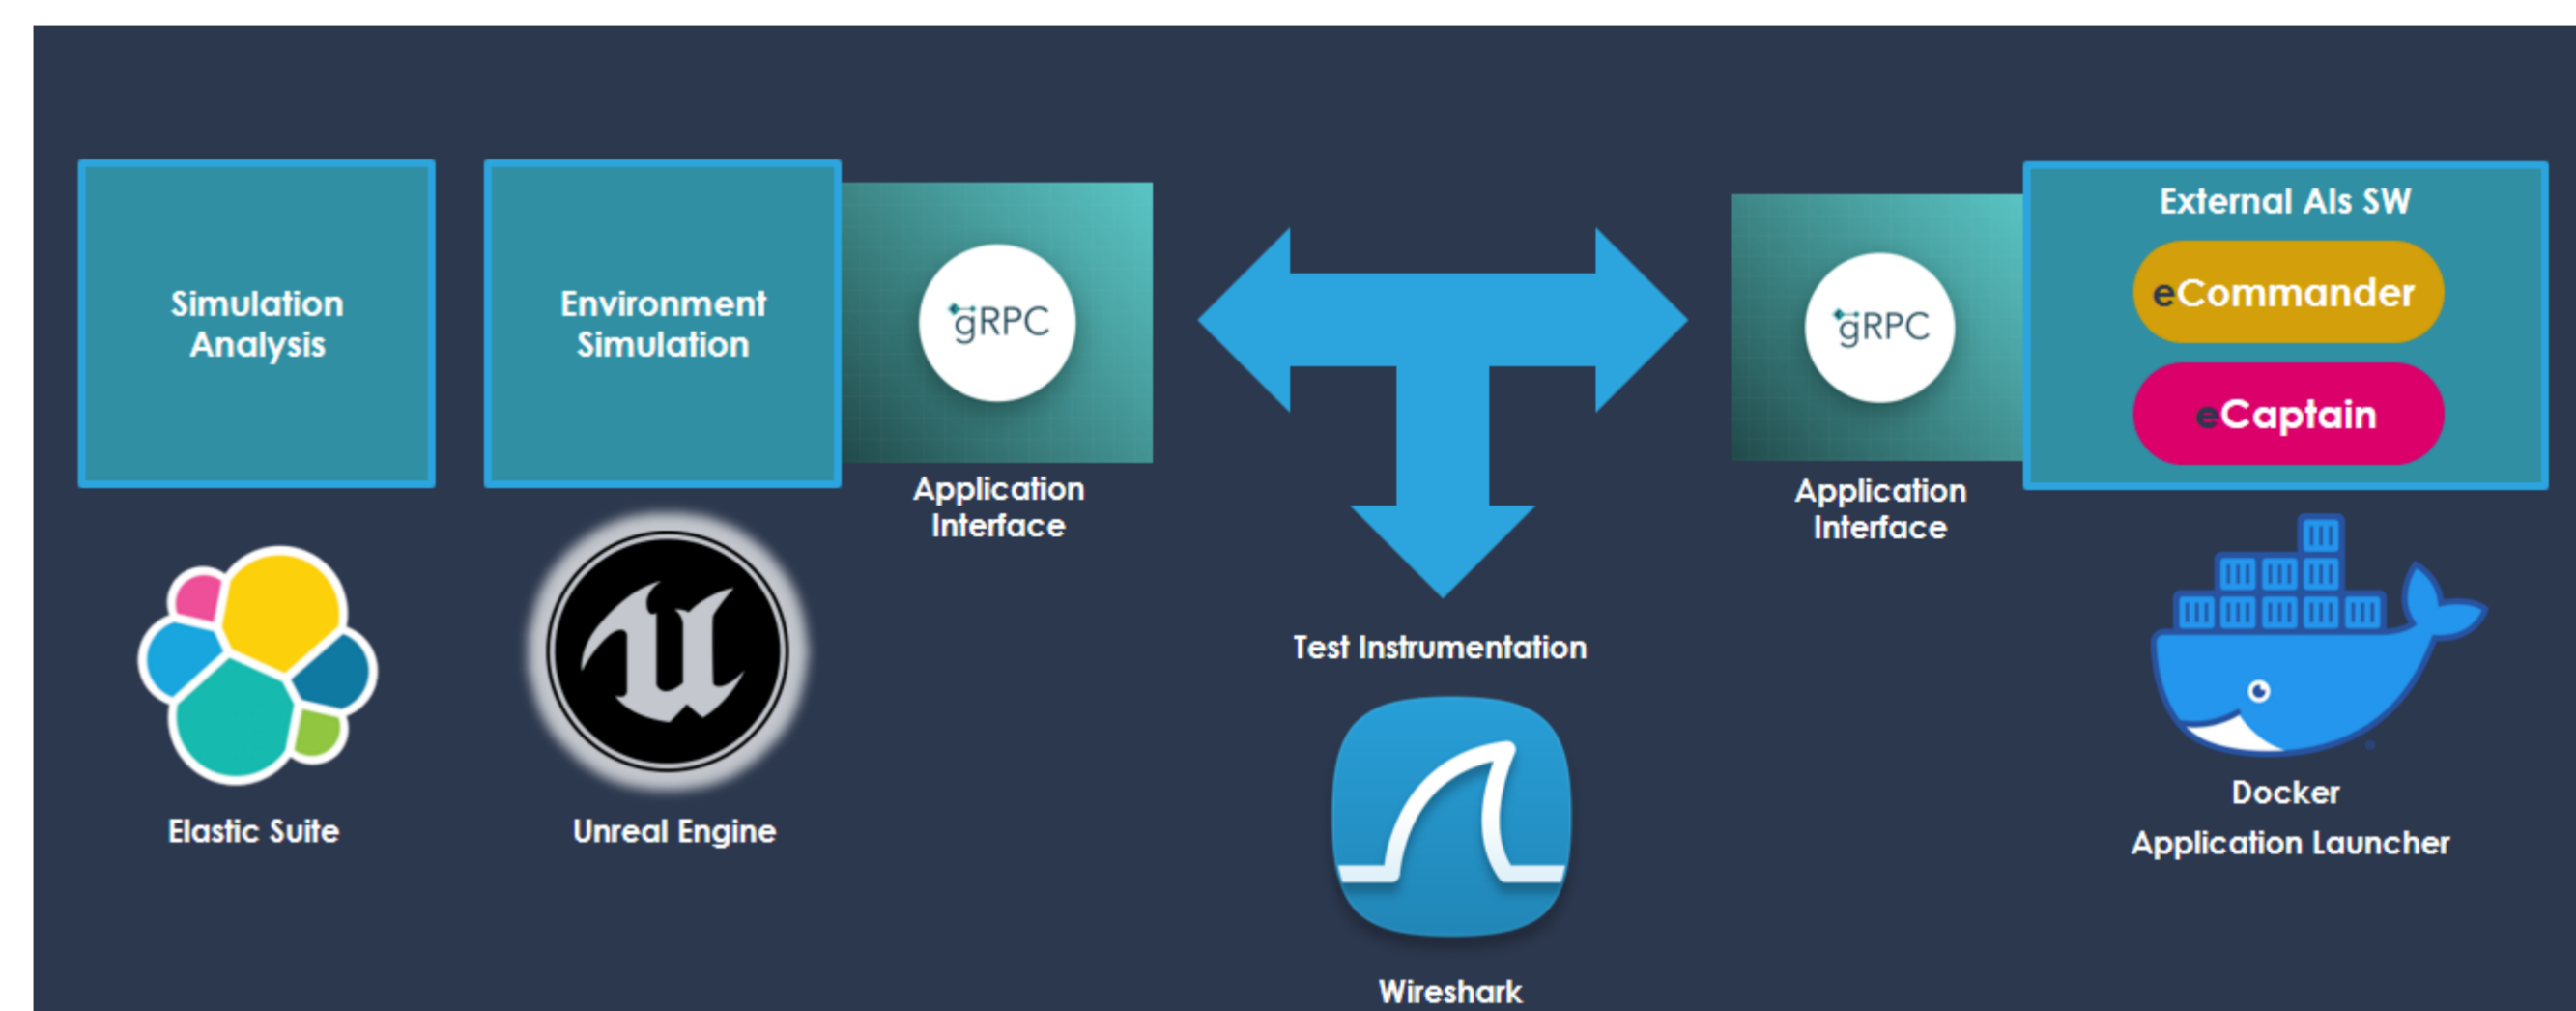 Simulation
Analysis
Environment
Simulation
gRPC
Application
Interface
gRPC
Application
Interface
External AIs SW
eCommander
eCaptain
Elastic Suite
Unreal Engine
Test Instrumentation
Wireshark
Docker
Application Launcher